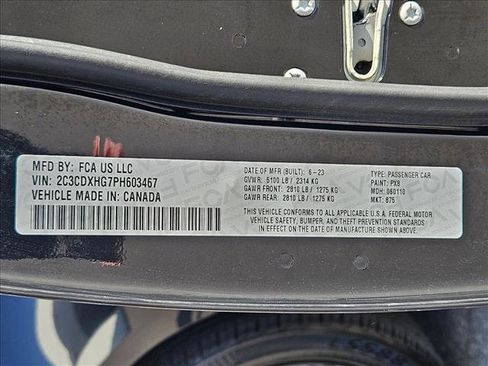 MFD BY: FCA US LLC
VIN: 2C3CDXHG7PH603467
VEHICLE MADE IN: CANADA
DATE OF MFR (BUILT): 6-23
GVWR: 5100 LB / 2314 KG
GAWR FRONT: 2810 LB / 1275 KG
GAWR REAR: 2810 LB / 1275 KG
TYPE: PASSENGER CAR
PAINT: PX8
MDH: 060110
MKT: 875
THIS VEHICLE CONFORMS TO ALL APPLICABLE U.S.A. FEDERAL MOTOR
VEHICLE SAFETY, BUMPER, AND THEFT PREVENTION STANDARDS
IN EFFECT ON THE DATE OF MANUFACTURE SHOWN ABOVE.